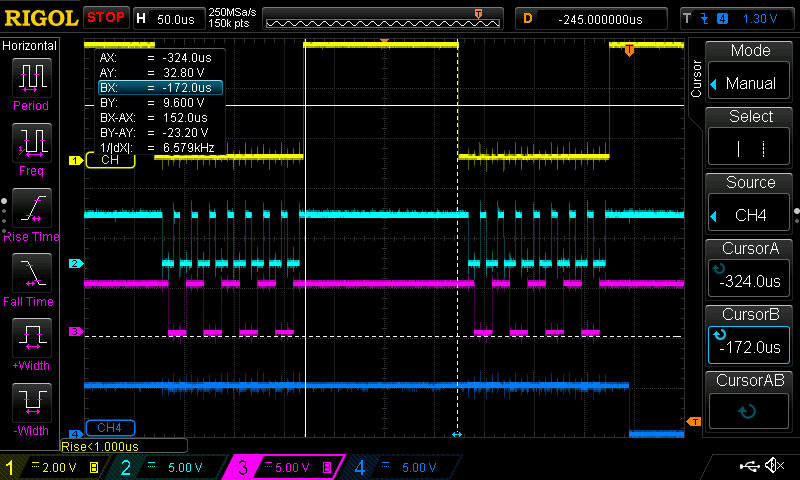 RIGOL STOP H 50.0us 250MSa/s 150k pts T D -245.000000us T 4 1.30 V
Horizontal
Period
Freq
Rise Time
Fall Time
+Width
-Width
AX: = -324.0us
AY: = 32.80 V
BX: = -172.0us
BY: = 9.600 V
BX-AX: = 152.0us
BY-AY: = -23.20 V
1/|dX|: = 6.579kHz
T
1 CH
2
3
4 CH4
T
Rise<1.000us
Cursor
Mode
Manual
Select
Source
CH4
CursorA
-324.0us
CursorB
-172.0us
CursorAB
1 = 2.00 V B 2 = 5.00 V 3 = 5.00 V B 4 = 5.00 V